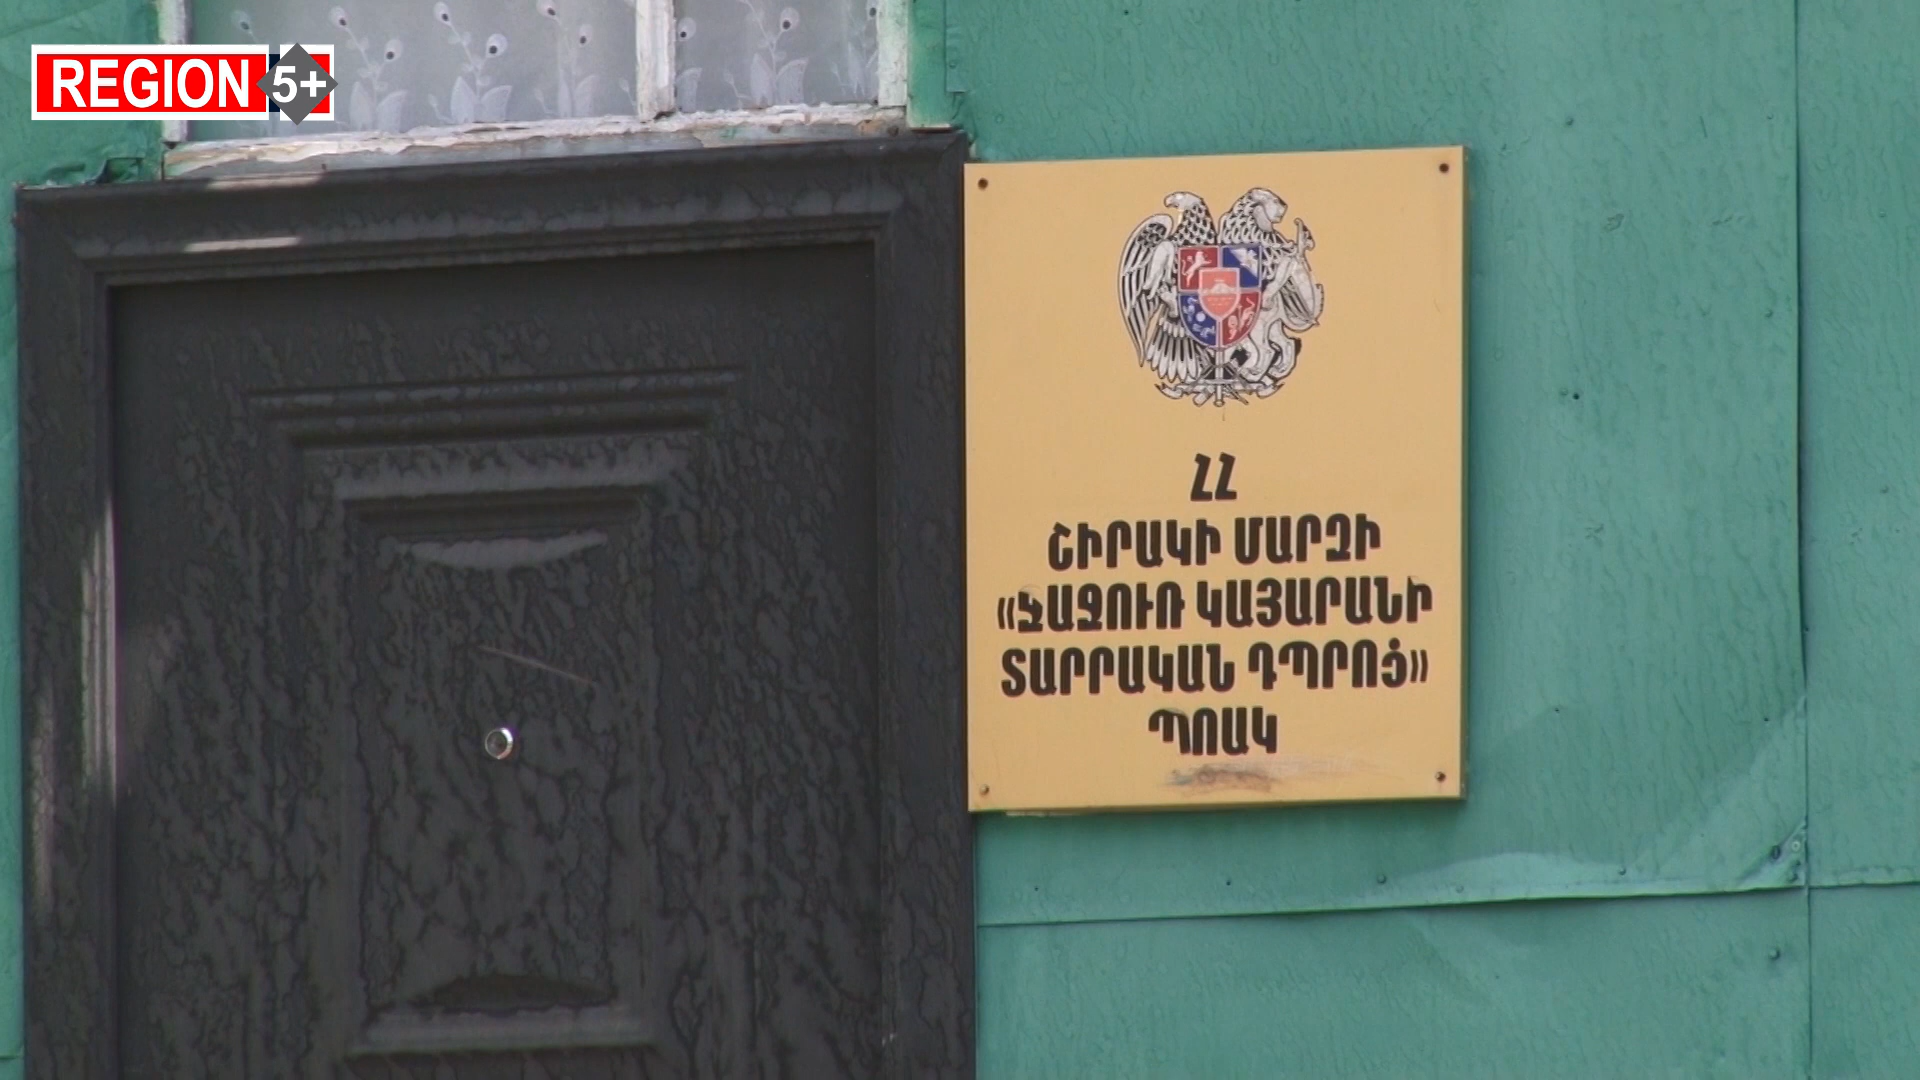 REGION 5+
ՀՀ
ՇԻՐԱԿԻ ՄԱՐԶԻ
«ՋԱՋՈՒՌ ԿԱՅԱՐԱՆԻ
ՏԱՐՐԱԿԱՆ ԴՊՐՈՑ»
ՊՈԱԿ